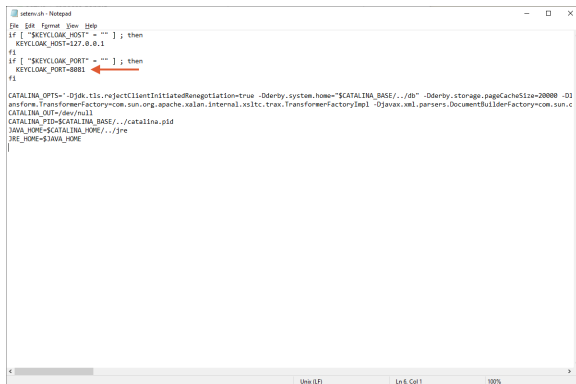 setenv.sh - Notepad
File Edit Format View Help
if [ "$KEYCLOAK_HOST" = "" ] ; then
  KEYCLOAK_HOST=127.0.0.1
fi
if [ "$KEYCLOAK_PORT" = "" ] ; then
  KEYCLOAK_PORT=8081
fi
CATALINA_OPTS='-Djdk.tls.rejectClientInitiatedRenegotiation=true -Dderby.system.home="$CATALINA_BASE/../db" -Dderby.storage.pageCacheSize=20000 -D
ansform.TransformerFactory=com.sun.org.apache.xalan.internal.xsltc.trax.TransformerFactoryImpl -Djavax.xml.parsers.DocumentBuilderFactory=com.sun.c
CATALINA_OUT=/dev/null
CATALINA_PID=$CATALINA_BASE/../catalina.pid
JAVA_HOME=$CATALINA_HOME/../jre
JRE_HOME=$JAVA_HOME
Unix (LF) Ln 6, Col 1 100%